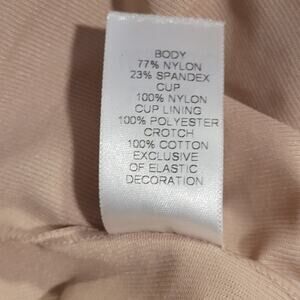 BODY
77% NYLON
23% SPANDEX
CUP
100% NYLON
CUP LINING
100% POLYESTER
CROTCH
100% COTTON
EXCLUSIVE
OF ELASTIC
DECORATION